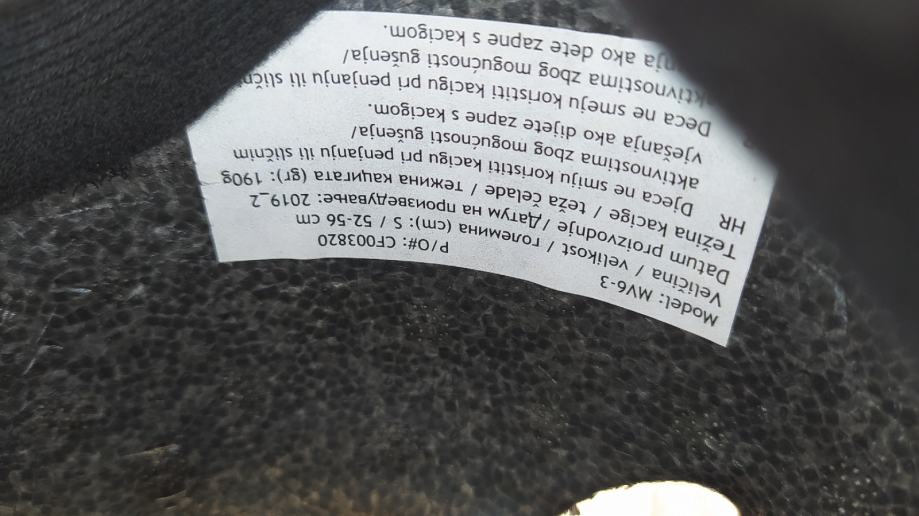 Model: MV6-3
P/O#: CF003820
Veličina / velikost / големина (cm): S / 52-56 cm
Datum proizvodnje /Датум на произведување: 2019_2
Težina kacige / teža čelade / тежина кацигата (gr): 190g
HR
Djeca ne smiju koristiti kacigu pri penjanju ili sličnim
aktivnostima zbog mogućnosti gušenja/
vješanja ako dijete zapne s kacigom.
Deca ne smeju koristiti kacigu pri penjanju ili
aktivnostima zbog mogućnosti gušenja/
ako dete zapne s kacigom.